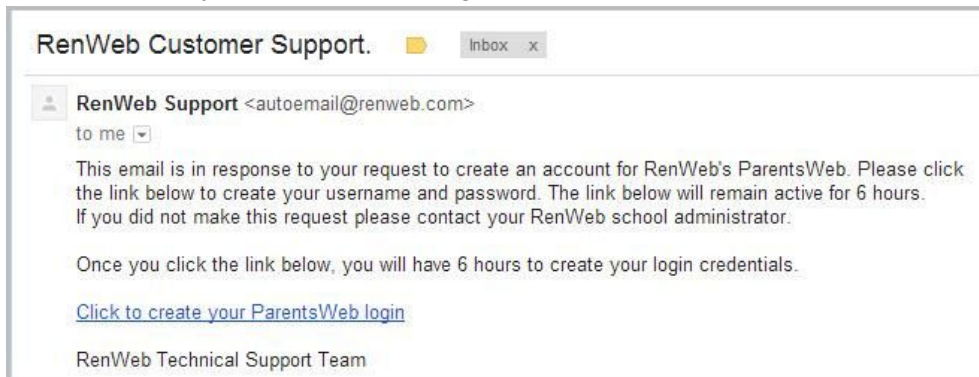 RenWeb Customer Support.
Inbox x
RenWeb Support <autoemail@renweb.com>
to me
This email is in response to your request to create an account for RenWeb's ParentsWeb. Please click
the link below to create your username and password. The link below will remain active for 6 hours.
If you did not make this request please contact your RenWeb school administrator.
Once you click the link below, you will have 6 hours to create your login credentials.
Click to create your ParentsWeb login
RenWeb Technical Support Team